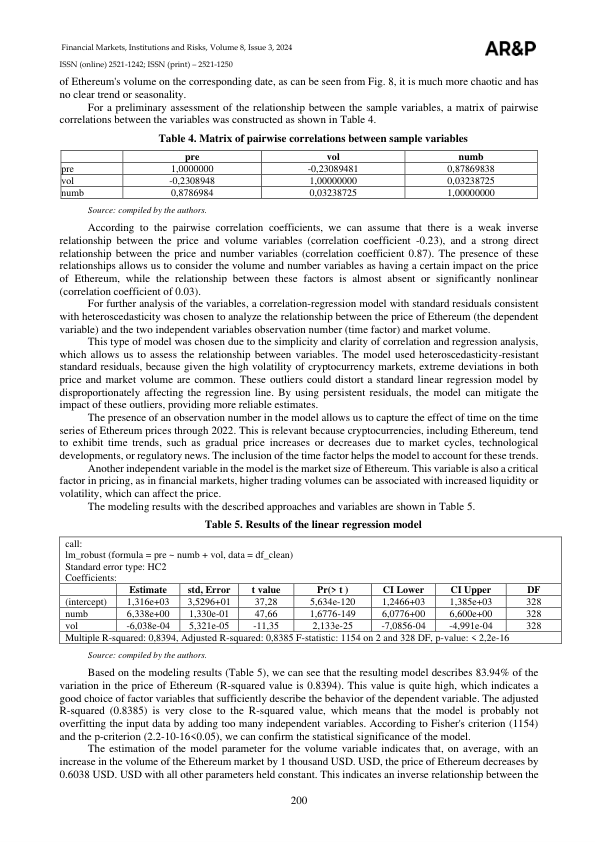 Financial Markets, Institutions and Risks, Volume 8, Issue 3, 2024
AR&P
ISSN (online) 2521-1242; ISSN (print) – 2521-1250
of Ethereum's volume on the corresponding date, as can be seen from Fig. 8, it is much more chaotic and has
no clear trend or seasonality.
For a preliminary assessment of the relationship between the sample variables, a matrix of pairwise
correlations between the variables was constructed as shown in Table 4.
Table 4. Matrix of pairwise correlations between sample variables
pre vol numb
pre 1,0000000 -0,23089481 0,87869838
vol -0,2308948 1,00000000 0,03238725
numb 0,8786984 0,03238725 1,00000000
Source: compiled by the authors.
According to the pairwise correlation coefficients, we can assume that there is a weak inverse
relationship between the price and volume variables (correlation coefficient -0.23), and a strong direct
relationship between the price and number variables (correlation coefficient 0.87). The presence of these
relationships allows us to consider the volume and number variables as having a certain impact on the price
of Ethereum, while the relationship between these factors is almost absent or significantly nonlinear
(correlation coefficient of 0.03).
For further analysis of the variables, a correlation-regression model with standard residuals consistent
with heteroscedasticity was chosen to analyze the relationship between the price of Ethereum (the dependent
variable) and the two independent variables observation number (time factor) and market volume.
This type of model was chosen due to the simplicity and clarity of correlation and regression analysis,
which allows us to assess the relationship between variables. The model used heteroscedasticity-resistant
standard residuals, because given the high volatility of cryptocurrency markets, extreme deviations in both
price and market volume are common. These outliers could distort a standard linear regression model by
disproportionately affecting the regression line. By using persistent residuals, the model can mitigate the
impact of these outliers, providing more reliable estimates.
The presence of an observation number in the model allows us to capture the effect of time on the time
series of Ethereum prices through 2022. This is relevant because cryptocurrencies, including Ethereum, tend
to exhibit time trends, such as gradual price increases or decreases due to market cycles, technological
developments, or regulatory news. The inclusion of the time factor helps the model to account for these trends.
Another independent variable in the model is the market size of Ethereum. This variable is also a critical
factor in pricing, as in financial markets, higher trading volumes can be associated with increased liquidity or
volatility, which can affect the price.
The modeling results with the described approaches and variables are shown in Table 5.
Table 5. Results of the linear regression model
call:
lm_robust (formula = pre ~ numb + vol, data = df_clean)
Standard error type: HC2
Coefficients:
Estimate std, Error t value Pr(> t ) CI Lower CI Upper DF
(intercept) 1,316e+03 3,5296e+01 37,28 5,634e-120 1,2466e+03 1,385e+03 328
numb 6,338e+00 1,330e-01 47,66 1,6776-149 6,0776e+00 6,600e+00 328
vol -6,038e-04 5,321e-05 -11,35 2,133e-25 -7,0856e-04 -4,991e-04 328
Multiple R-squared: 0,8394, Adjusted R-squared: 0,8385 F-statistic: 1154 on 2 and 328 DF, p-value: < 2,2e-16
Source: compiled by the authors.
Based on the modeling results (Table 5), we can see that the resulting model describes 83.94% of the
variation in the price of Ethereum (R-squared value is 0.8394). This value is quite high, which indicates a
good choice of factor variables that sufficiently describe the behavior of the dependent variable. The adjusted
R-squared (0.8385) is very close to the R-squared value, which means that the model is probably not
overfitting the input data by adding too many independent variables. According to Fisher's criterion (1154)
and the p-criterion (2.2-10-16<0.05), we can confirm the statistical significance of the model.
The estimation of the model parameter for the volume variable indicates that, on average, with an
increase in the volume of the Ethereum market by 1 thousand USD. USD, the price of Ethereum decreases by
0.6038 USD. USD with all other parameters held constant. This indicates an inverse relationship between the
200